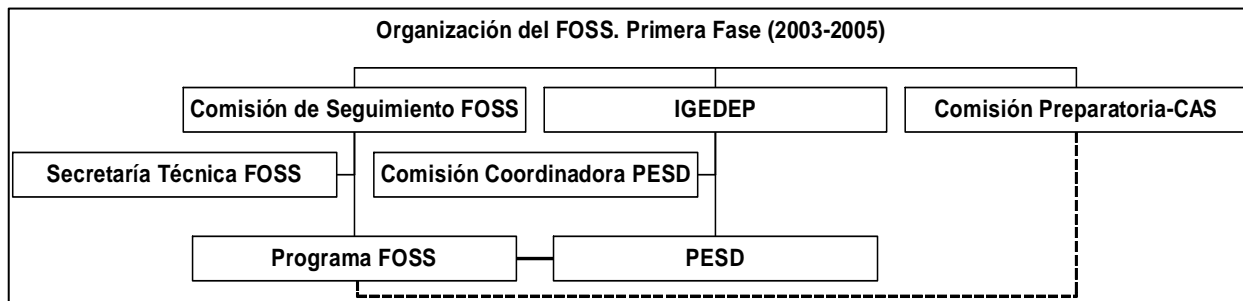 Organización del FOSS. Primera Fase (2003-2005)
Comisión de Seguimiento FOSS
IGEDEP
Comisión Preparatoria-CAS
Secretaría Técnica FOSS
Comisión Coordinadora PESD
Programa FOSS
PESD